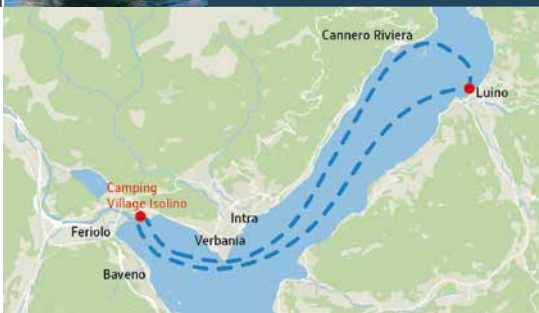 Cannero Riviera
Luino
Camping
Village Isolino
Intra
Feriolo
Verbania
Baveno